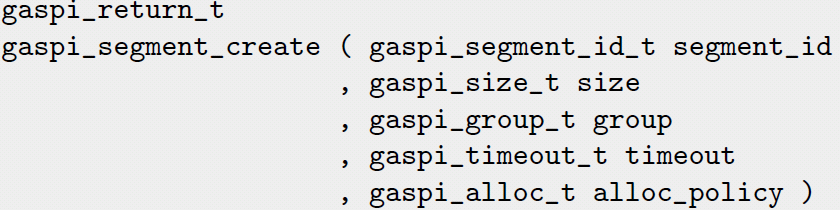 gaspi_return_t
gaspi_segment_create ( gaspi_segment_id_t segment_id
, gaspi_size_t size
, gaspi_group_t group
, gaspi_timeout_t timeout
, gaspi_alloc_t alloc_policy )